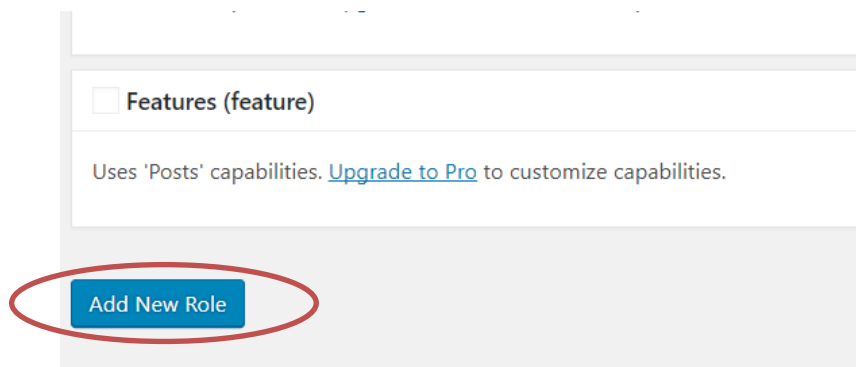 Features (feature)
Uses 'Posts' capabilities. Upgrade to Pro to customize capabilities.
Add New Role